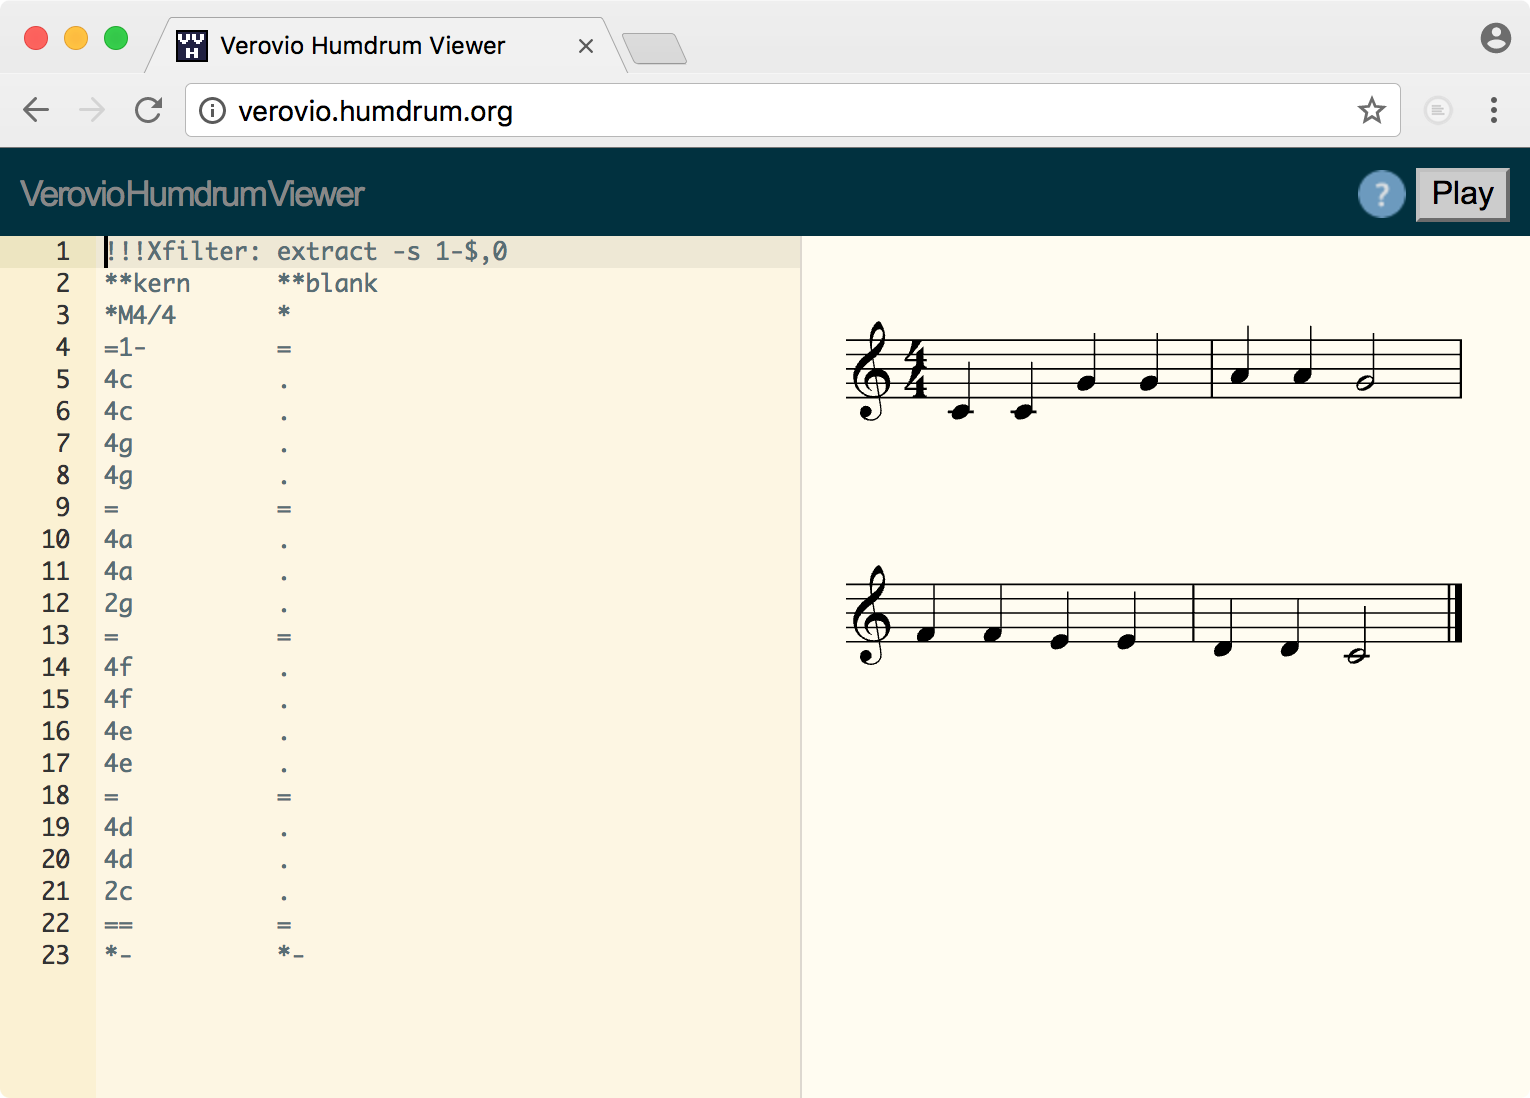 Verovio Humdrum Viewer
verovio.humdrum.org
VerovioHumdrumViewer
? Play
1 !!!Xfilter: extract -s 1-$,0
2 **kern **blank
3 *M4/4 *
4 =1- =
5 4c .
6 4c .
7 4g .
8 4g .
9 = =
10 4a .
11 4a .
12 2g .
13 = =
14 4f .
15 4f .
16 4e .
17 4e .
18 = =
19 4d .
20 4d .
21 2c .
22 == =
23 *- *-
4
4